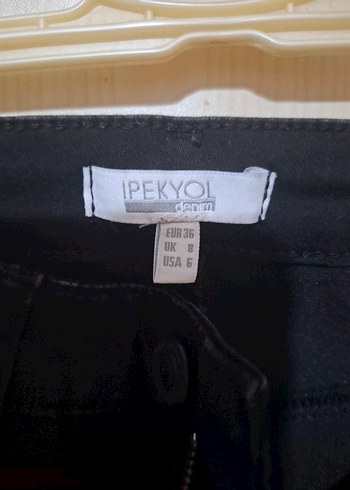 IPEKYOL
denim
EUR 36
UK 8
USA 6